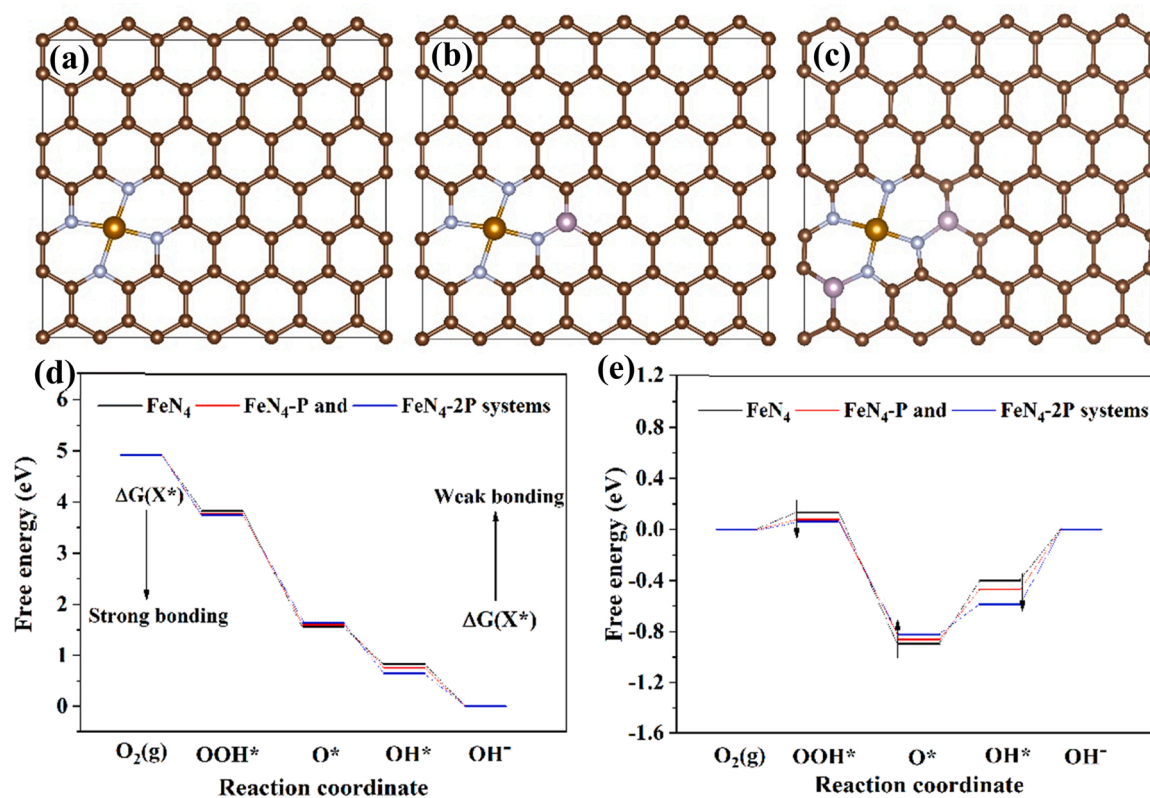 (a)
(b)
(c)
(d)
FeN₄ FeN₄-P and FeN₄-2P systems
6
5
4
3
2
1
0
Free energy (eV)
ΔG(X*)
Strong bonding
Weak bonding
ΔG(X*)
O₂(g) OOH* O* OH* OH⁻
Reaction coordinate
(e)
FeN₄ FeN₄-P and FeN₄-2P systems
1.2
0.8
0.4
0.0
-0.4
-0.8
-1.2
-1.6
Free energy (eV)
O₂(g) OOH* O* OH* OH⁻
Reaction coordinate